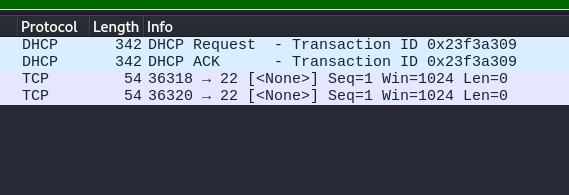 Protocol Length Info
DHCP 342 DHCP Request - Transaction ID 0x23f3a309
DHCP 342 DHCP ACK - Transaction ID 0x23f3a309
TCP 54 36318 → 22 [<None>] Seq=1 Win=1024 Len=0
TCP 54 36320 → 22 [<None>] Seq=1 Win=1024 Len=0